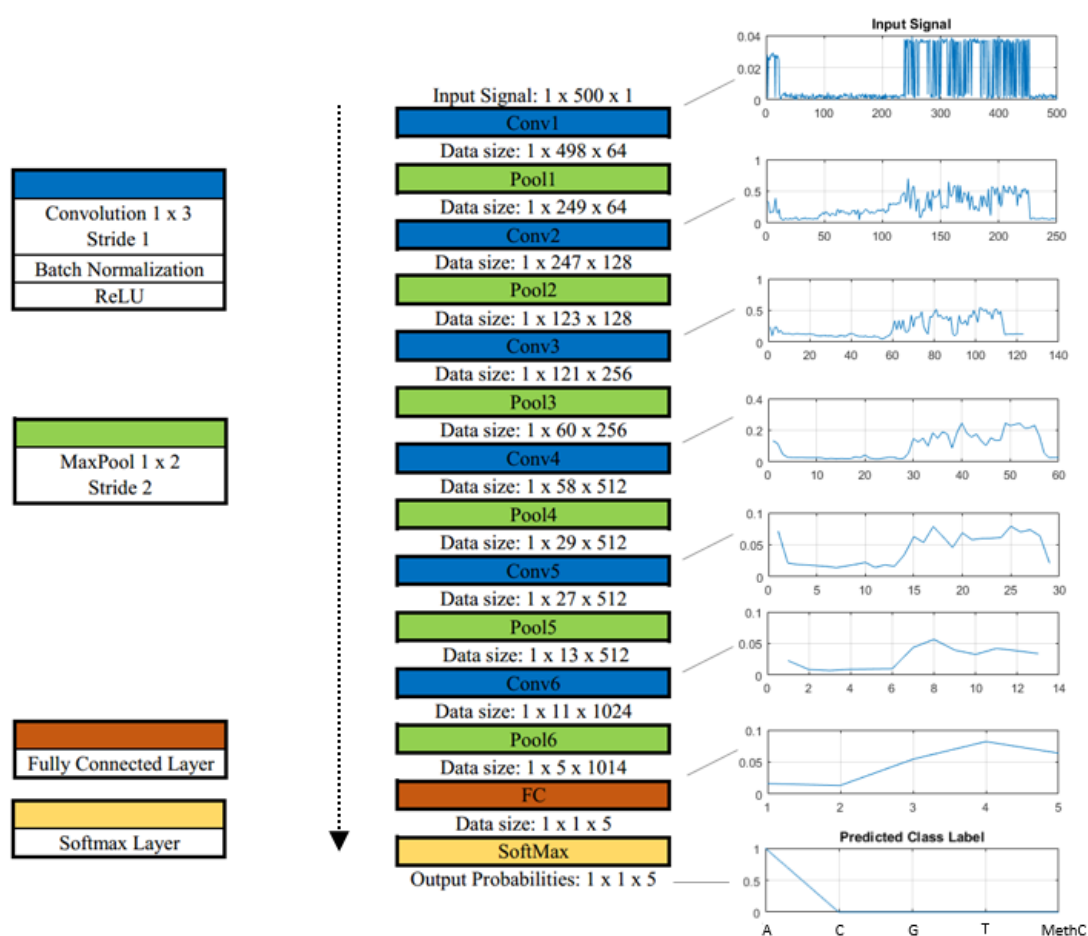 Input Signal: 1 x 500 x 1
Conv1
Data size: 1 x 498 x 64
Pool1
Data size: 1 x 249 x 64
Conv2
Data size: 1 x 247 x 128
Pool2
Data size: 1 x 123 x 128
Conv3
Data size: 1 x 121 x 256
Pool3
Data size: 1 x 60 x 256
Conv4
Data size: 1 x 58 x 512
Pool4
Data size: 1 x 29 x 512
Conv5
Data size: 1 x 27 x 512
Pool5
Data size: 1 x 13 x 512
Conv6
Data size: 1 x 11 x 1024
Pool6
Data size: 1 x 5 x 1014
FC
Data size: 1 x 1 x 5
SoftMax
Output Probabilities: 1 x 1 x 5
Convolution 1 x 3
Stride 1
Batch Normalization
ReLU
MaxPool 1 x 2
Stride 2
Fully Connected Layer
Softmax Layer
Input Signal
0.04
0.02
0
0 100 200 300 400 500
1
0.5
0
0 50 100 150 200 250
1
0.5
0
0 20 40 60 80 100 120 140
0.4
0.2
0
0 10 20 30 40 50 60
0.1
0.05
0
0 5 10 15 20 25 30
0.1
0.05
0
0 2 4 6 8 10 12 14
0.1
0.05
0
1 2 3 4 5
Predicted Class Label
1
0.5
0
A C G T MethC